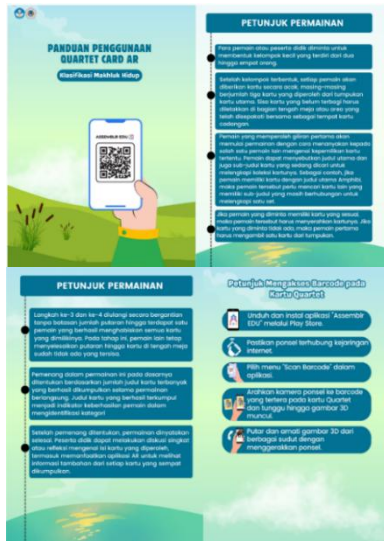 PANDUAN PENGGUNAAN
QUARTET CARD AR
Klasifikasi Makhluk Hidup
ASSEMBLR EDU
PETUNJUK PERMAINAN
Para pemain atau peserta didik diminta untuk
membentuk kelompok kecil yang terdiri dari dua
hingga empat orang.
Setelah kelompok terbentuk, setiap pemain akan
diberikan kartu secara acak, masing-masing
berjumlah tiga kartu yang diperoleh dari tumpukan
kartu utama. Sisa kartu yang belum terbagi harus
diletakkan di bagian tengah meja atau area yang
telah disepakati bersama sebagai tempat kartu
cadangan.
Pemain yang memperoleh giliran pertama akan
memulai permainan dengan cara menanyakan kepada
salah satu pemain lain mengenai kepemilikan kartu
tertentu. Pemain dapat menyebutkan judul utama dan
juga sub-judul kartu yang sedang dicari untuk
melengkapi koleksi kartunya. Sebagai contoh, jika
pemain memiliki kartu dengan judul utama Amphibi,
maka pemain tersebut perlu mencari kartu lain yang
memiliki sub-judul yang masih berhubungan untuk
melengkapi satu set.
Jika pemain yang diminta memiliki kartu yang sesuai,
maka pemain tersebut harus menyerahkan kartunya. Jika
kartu yang diminta tidak ada, maka pemain pertama
harus mengambil satu kartu dari tumpukan.
PETUNJUK PERMAINAN
Langkah ke-3 dan ke-4 diulangi secara bergantian
tanpa batasan jumlah putaran hingga terdapat satu
pemain yang berhasil menghabiskan semua kartu
yang dimilikinya. Pada tahap ini, pemain lain tetap
menyelesaikan putaran hingga kartu di tengah meja
sudah tidak ada yang tersisa.
Pemenang dalam permainan ini pada dasarnya
ditentukan berdasarkan jumlah judul kartu terbanyak
yang berhasil dikumpulkan selama permainan
berlangsung. Judul kartu yang berhasil terkumpul
menjadi indikator keberhasilan pemain dalam
mengidentifikasi kategori
Setelah pemenang ditentukan, permainan dinyatakan
selesai. Peserta didik dapat melakukan diskusi singkat
atau refleksi mengenai isi kartu yang diperoleh,
termasuk memanfaatkan aplikasi AR untuk melihat
informasi tambahan dari setiap kartu yang sempat
dikumpulkan.
Petunjuk Mengakses Barcode pada
Kartu Quartet
Unduh dan instal aplikasi "Assemblr
EDU" melalui Play Store.
Pastikan ponsel terhubung kejaringan
internet.
Pilih menu "Scan Barcode" dalam
aplikasi.
Arahkan kamera ponsel ke barcode
yang tertera pada kartu Quartet
dan tunggu hingga gambar 3D
muncul.
Putar dan amati gambar 3D dari
berbagai sudut dengan
menggerakkan ponsel.